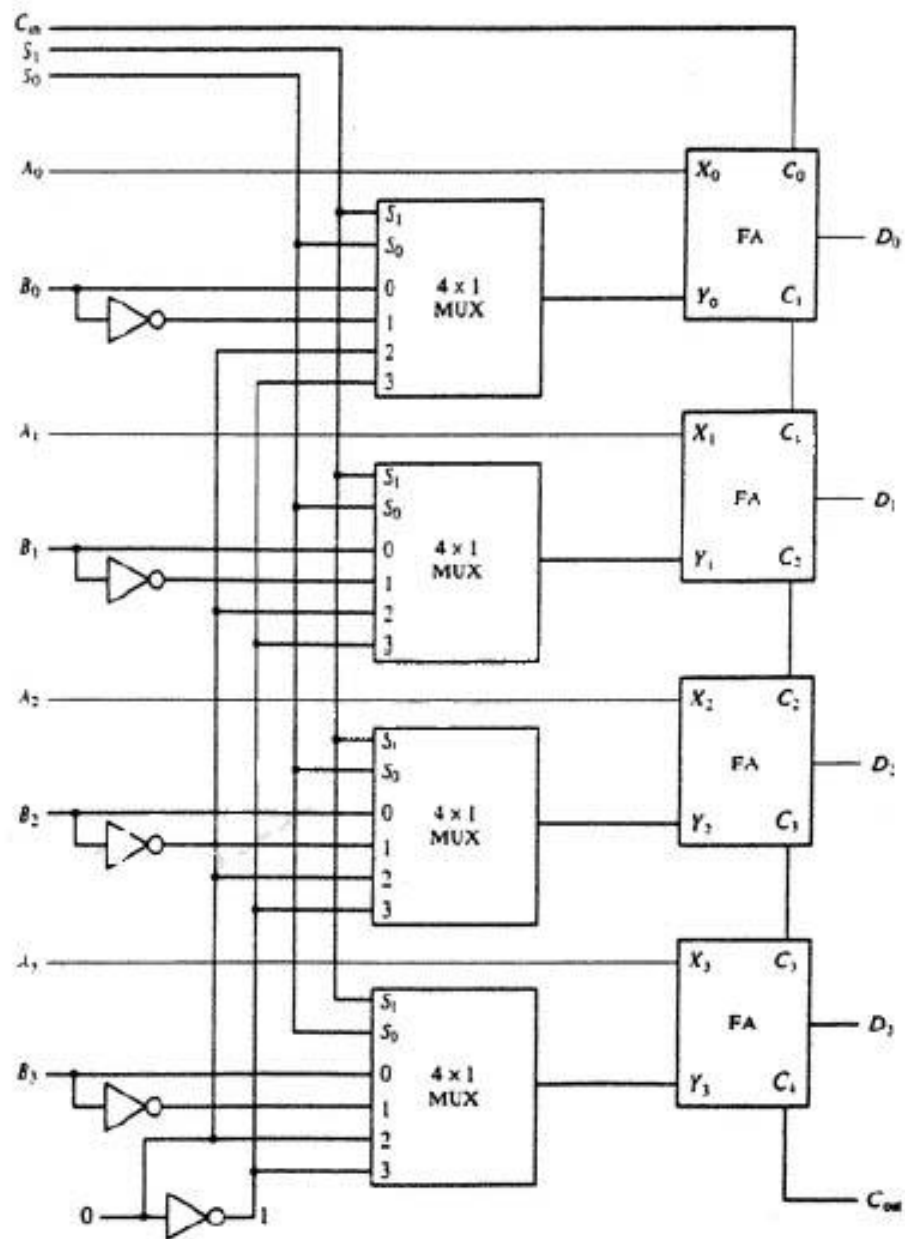 C_in
S_1
S_0
A_0
X_0 C_0
S_1
FA
D_0
S_0
B_0
0
4 x 1
MUX
Y_0 C_1
1
2
3
A_1
X_1 C_1
S_1
FA
D_1
S_0
B_1
0
4 x 1
MUX
Y_1 C_2
1
2
3
A_2
X_2 C_2
S_1
FA
D_2
S_0
B_2
0
4 x 1
MUX
Y_2 C_3
1
2
3
A_3
X_3 C_3
S_1
FA
D_3
S_0
B_3
0
4 x 1
MUX
Y_3 C_4
1
2
3
0
1
C_out